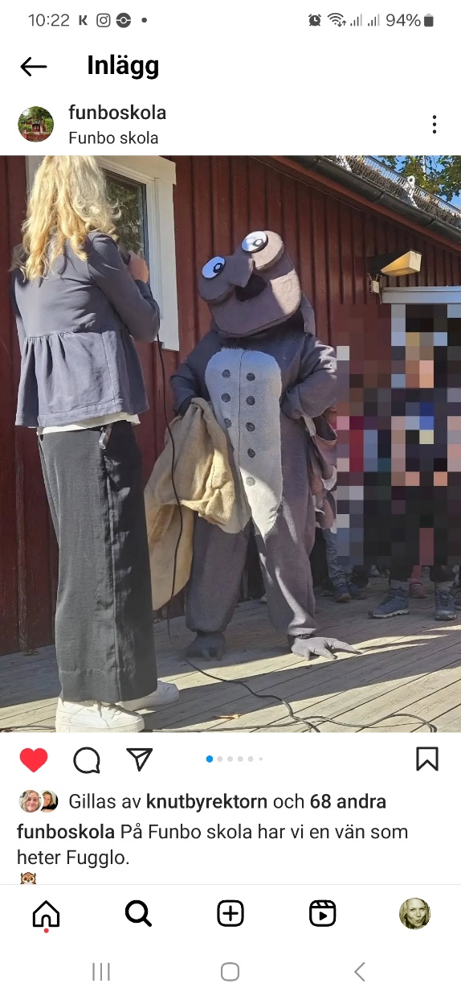 10:22 K 94%
Inlägg
funboskola
Funbo skola
Gillas av knutbyrektorn och 68 andra
funboskola På Funbo skola har vi en vän som
heter Fugglo.